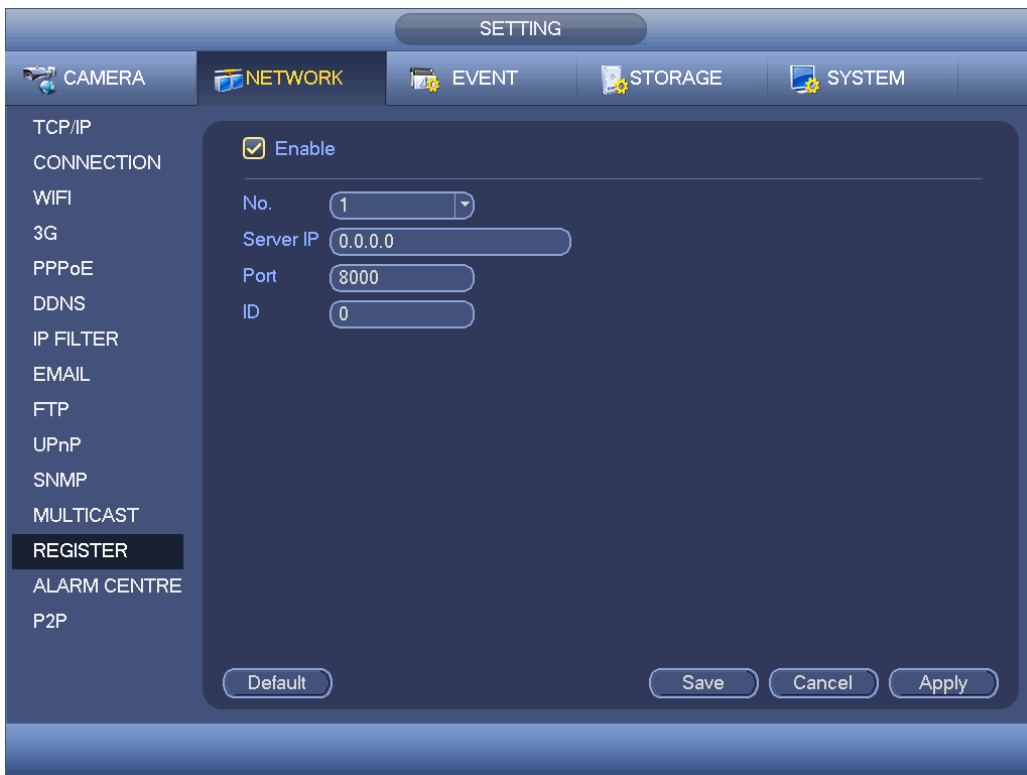 SETTING
CAMERA NETWORK EVENT STORAGE SYSTEM
TCP/IP
CONNECTION
WIFI
3G
PPPoE
DDNS
IP FILTER
EMAIL
FTP
UPnP
SNMP
MULTICAST
REGISTER
ALARM CENTRE
P2P
Enable
No. 1
Server IP 0.0.0.0
Port 8000
ID 0
Default Save Cancel Apply